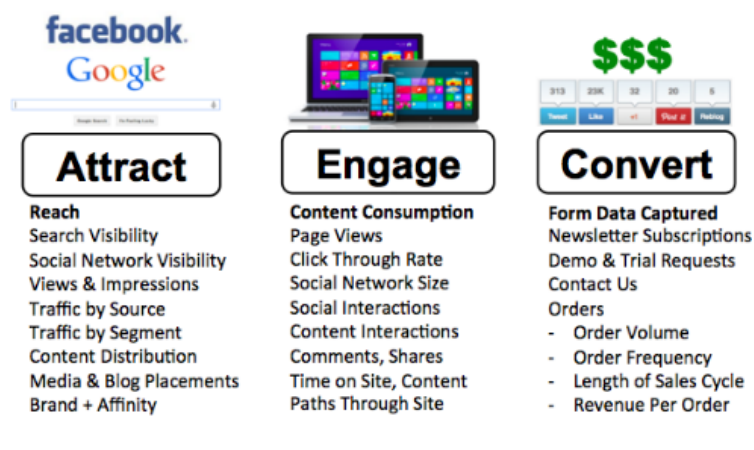 facebook.
Google
Google Search I'm Feeling Lucky
$$$
313 23K 32 20 5
Tweet Like +1 Pin it Reblog
Attract
Engage
Convert
Reach
Search Visibility
Social Network Visibility
Views & Impressions
Traffic by Source
Traffic by Segment
Content Distribution
Media & Blog Placements
Brand + Affinity
Content Consumption
Page Views
Click Through Rate
Social Network Size
Social Interactions
Content Interactions
Comments, Shares
Time on Site, Content
Paths Through Site
Form Data Captured
Newsletter Subscriptions
Demo & Trial Requests
Contact Us
Orders
- Order Volume
- Order Frequency
- Length of Sales Cycle
- Revenue Per Order